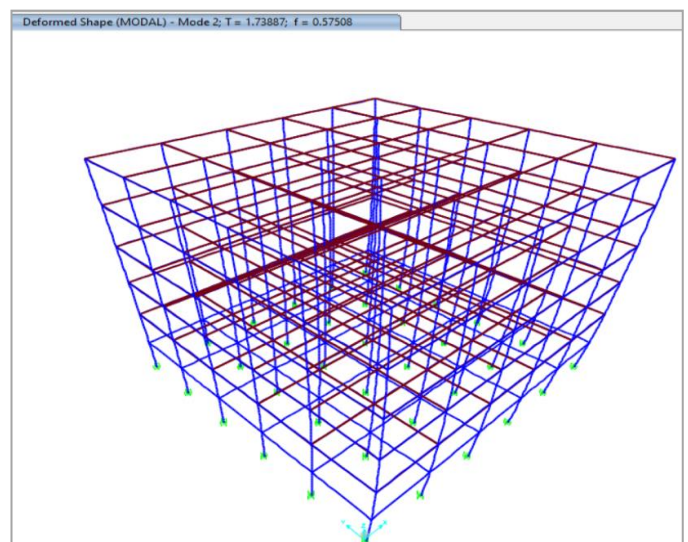 Deformed Shape (MODAL) - Mode 2; T = 1.73887; f = 0.57508